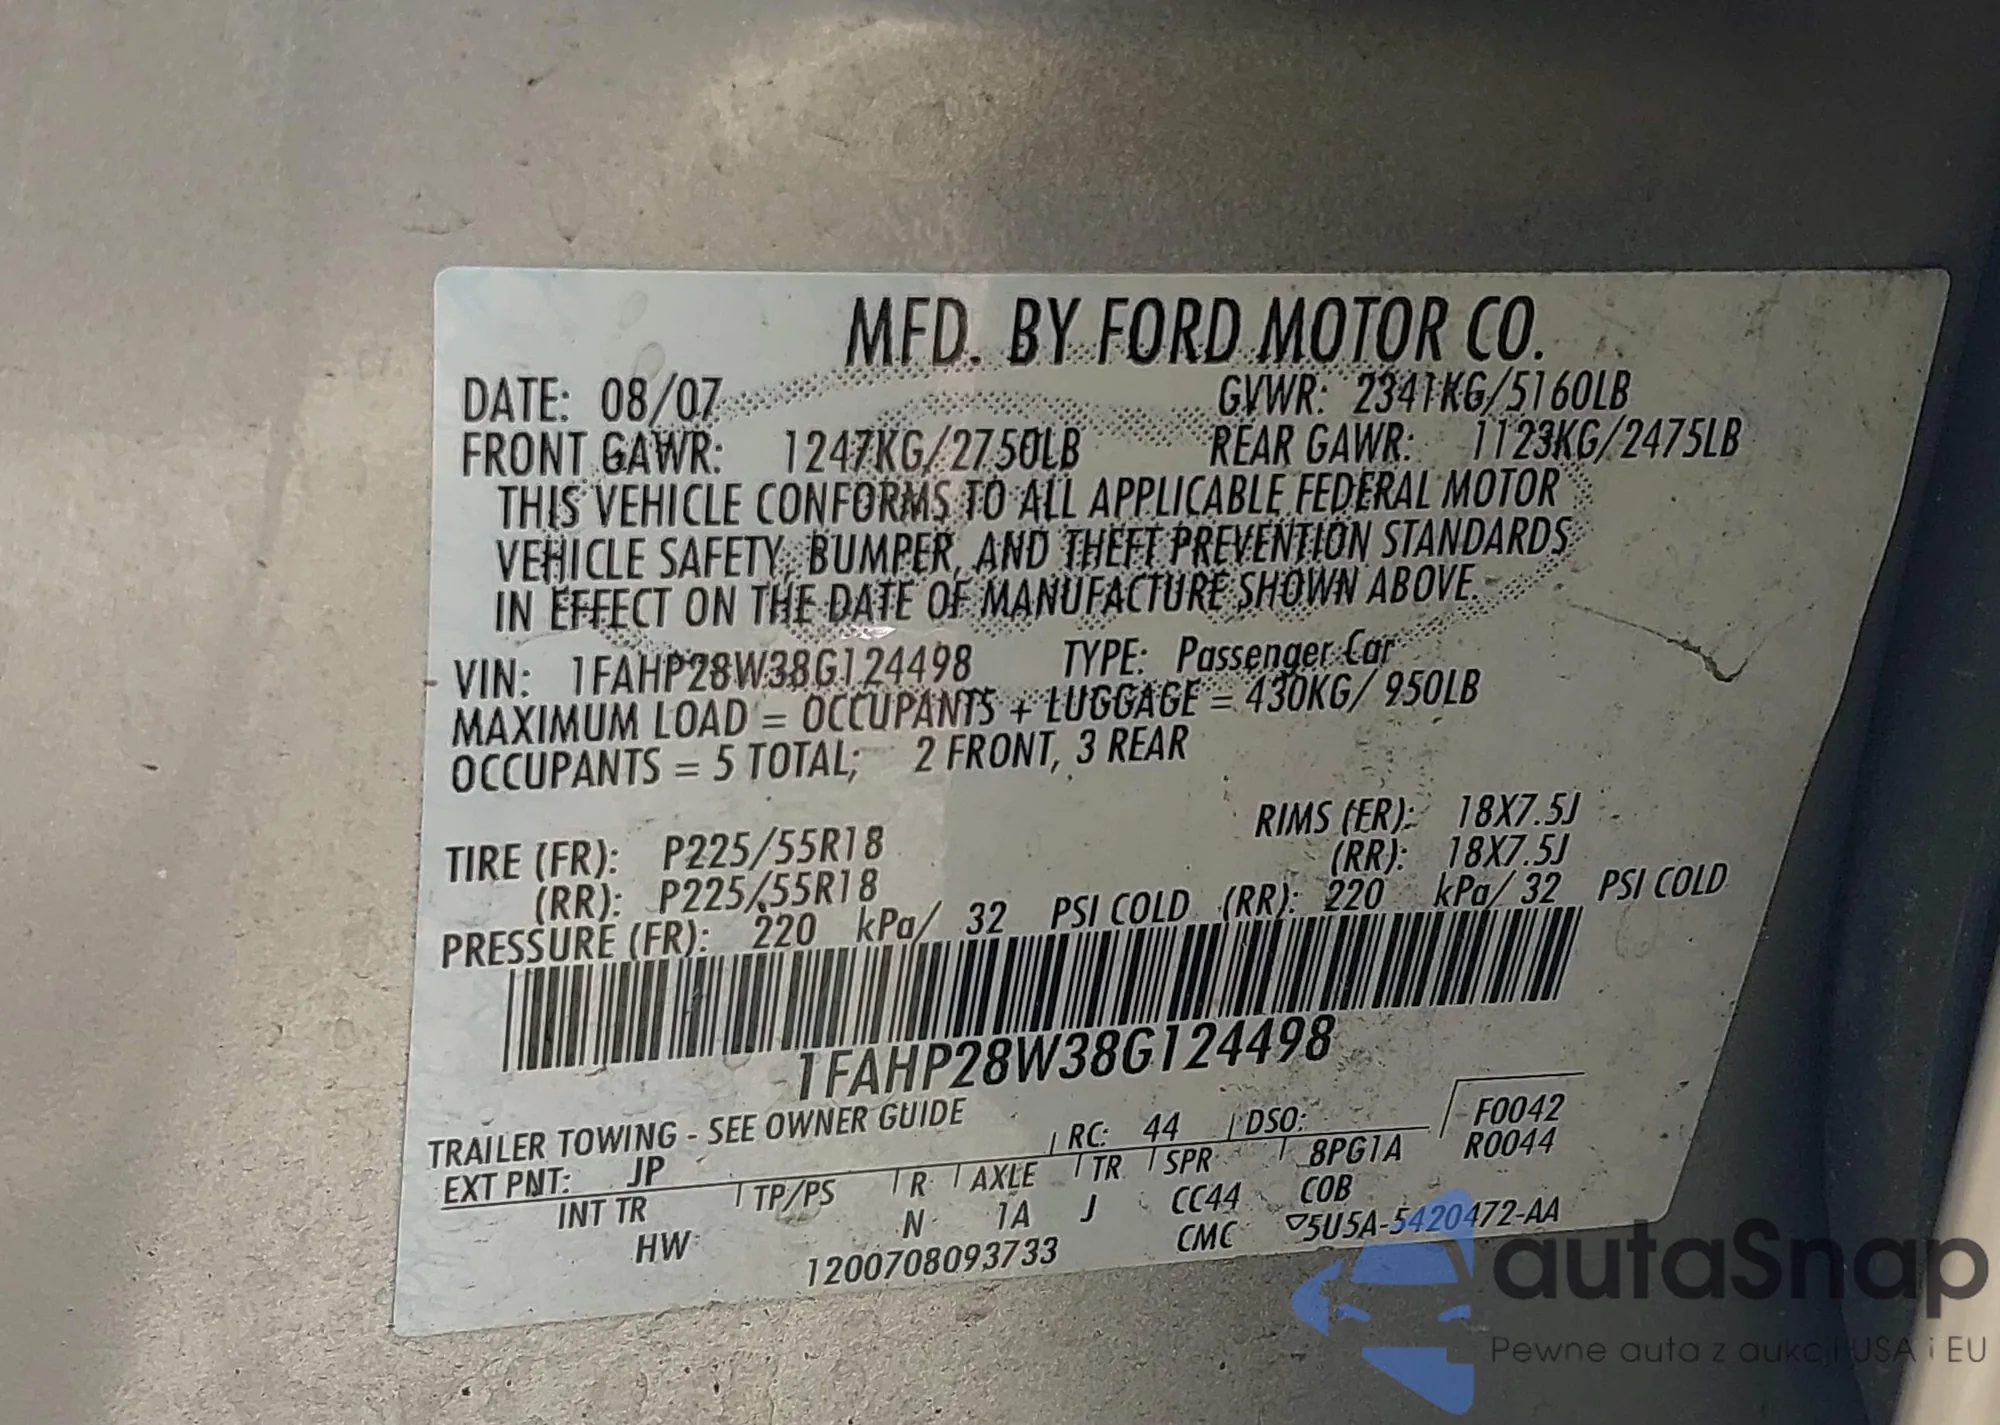 MFD. BY FORD MOTOR CO.
DATE: 08/07 GVWR: 2341KG/5160LB
FRONT GAWR: 1247KG/2750LB REAR GAWR: 1123KG/2475LB
THIS VEHICLE CONFORMS TO ALL APPLICABLE FEDERAL MOTOR
VEHICLE SAFETY, BUMPER, AND THEFT PREVENTION STANDARDS
IN EFFECT ON THE DATE OF MANUFACTURE SHOWN ABOVE.
VIN: 1FAHP28W38G124498 TYPE: Passenger Car
MAXIMUM LOAD = OCCUPANTS + LUGGAGE = 430KG/ 950LB
OCCUPANTS = 5 TOTAL; 2 FRONT, 3 REAR
TIRE (FR): P225/55R18 RIMS (FR): 18X7.5J
(RR): P225/55R18 (RR): 18X7.5J
PRESSURE (FR): 220 kPa/ 32 PSI COLD (RR): 220 kPa/ 32 PSI COLD
1FAHP28W38G124498
TRAILER TOWING - SEE OWNER GUIDE
EXT PNT: JP RC: 44 DSO: F0042
INT TR TP/PS R AXLE TR SPR 8PG1A R0044
HW N 1A J CC44 COB
1200708093733 CMC ▽5U5A-5420472-AA
autaSnap
Pewne auta z aukcji USA i EU